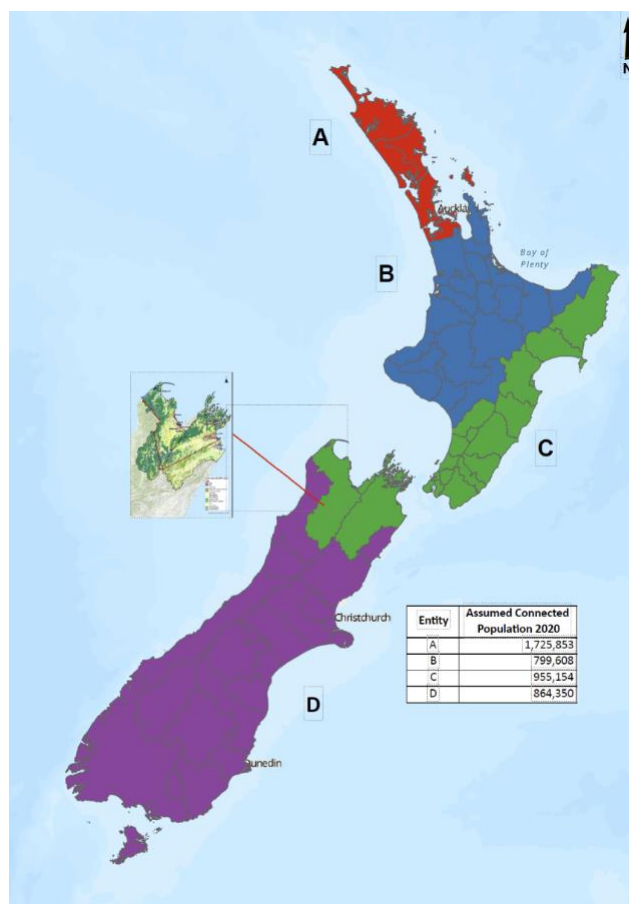 N
A
Auckland
B
Bay of
Plenty
C
Christchurch
Entity Assumed Connected
Population 2020
A 1,725,853
B 799,608
C 955,154
D 864,350
D
Dunedin